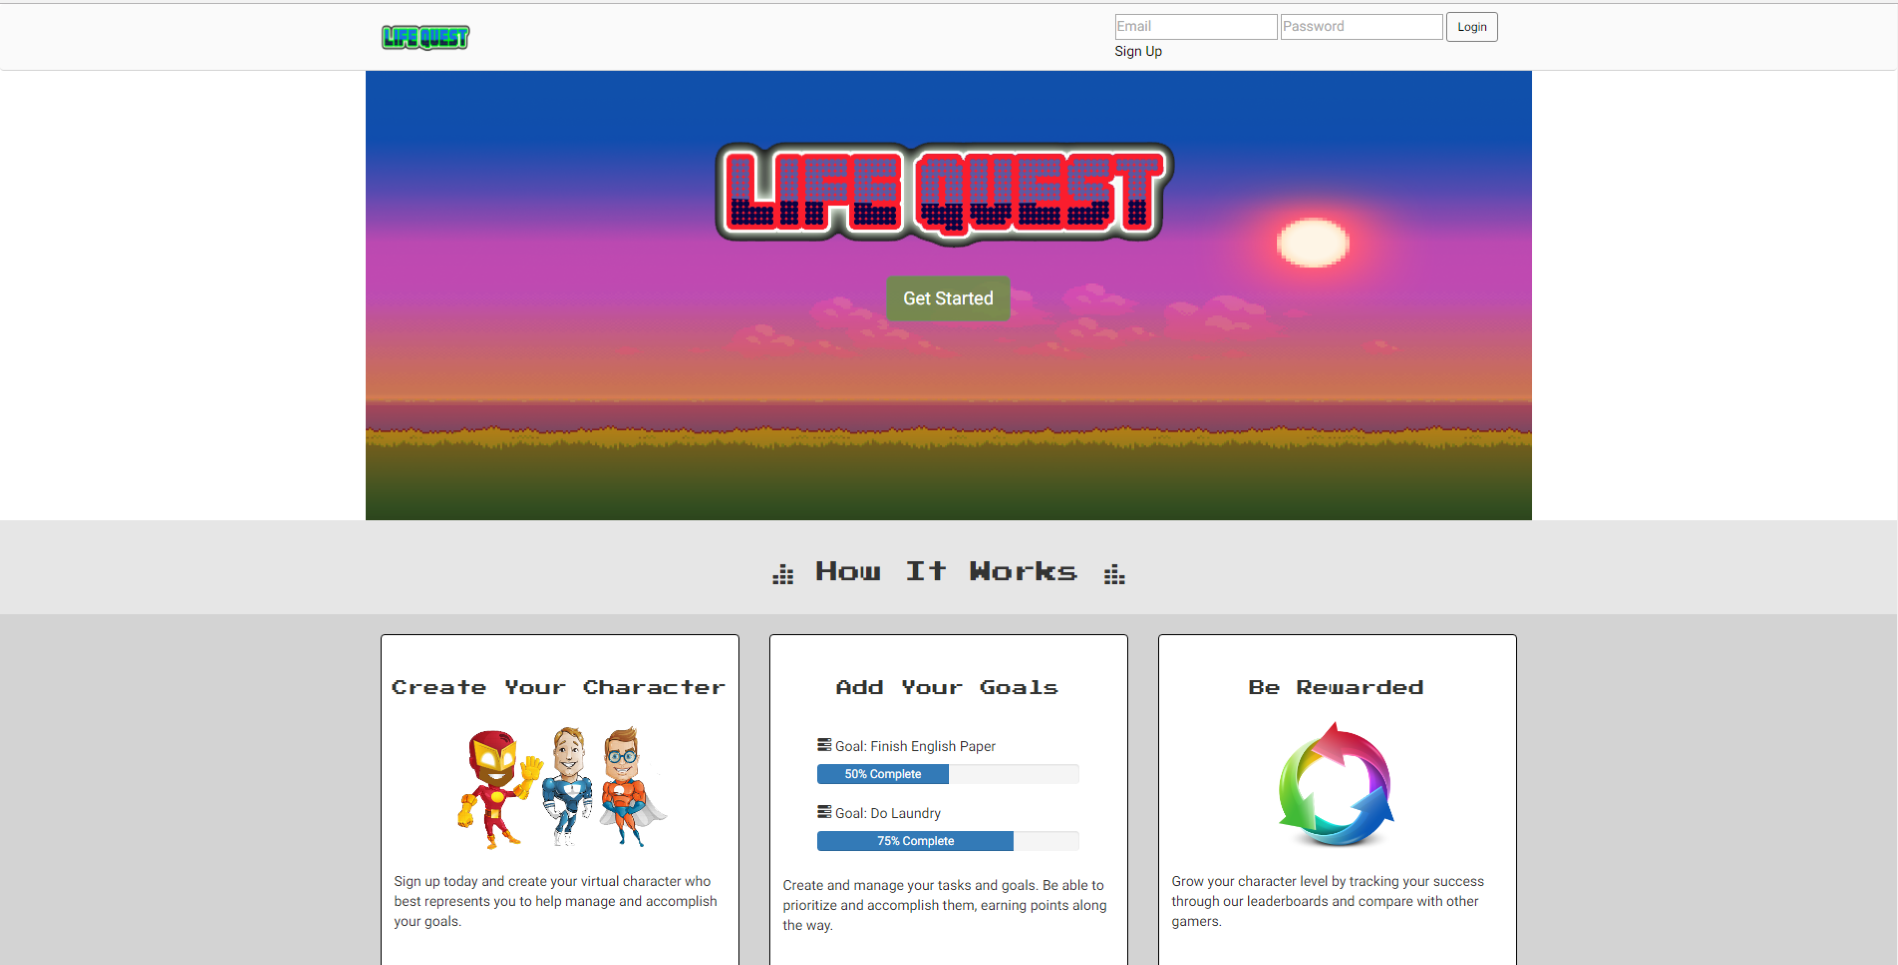 LIFE QUEST
Email
Password
Login
Sign Up
LIFE QUEST
Get Started
How It Works
Create Your Character
Sign up today and create your virtual character who
best represents you to help manage and accomplish
your goals.
Add Your Goals
Goal: Finish English Paper
50% Complete
Goal: Do Laundry
75% Complete
Create and manage your tasks and goals. Be able to
prioritize and accomplish them, earning points along
the way.
Be Rewarded
Grow your character level by tracking your success
through our leaderboards and compare with other
gamers.